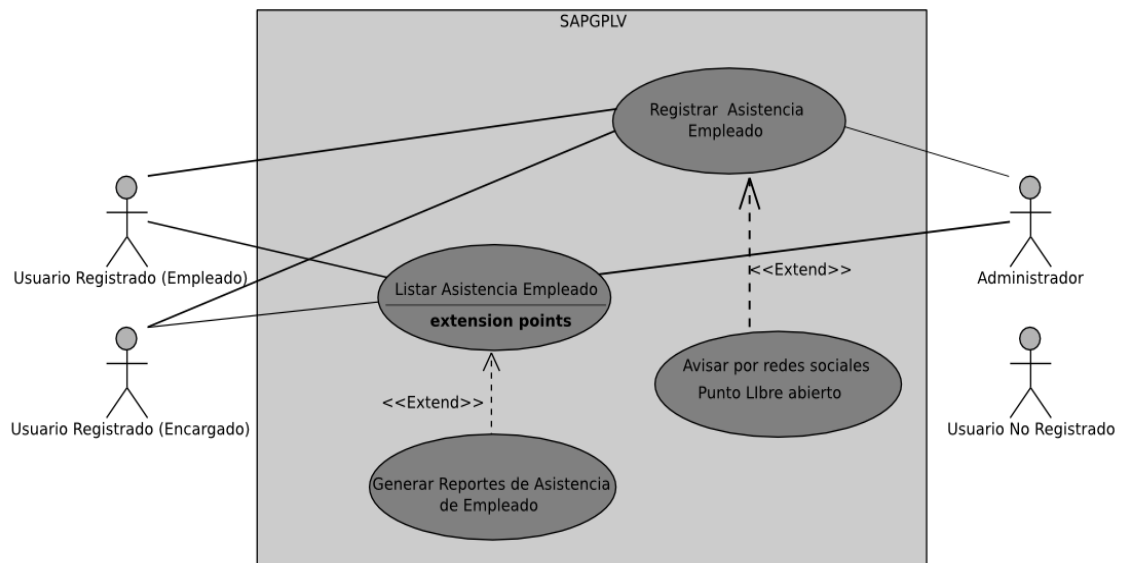 SAPGPLV
Registrar Asistencia
Empleado
Usuario Registrado (Empleado)
<<Extend>>
Administrador
Listar Asistencia Empleado
extension points
Avisar por redes sociales
Punto LIbre abierto
<<Extend>>
Usuario Registrado (Encargado)
Usuario No Registrado
Generar Reportes de Asistencia
de Empleado